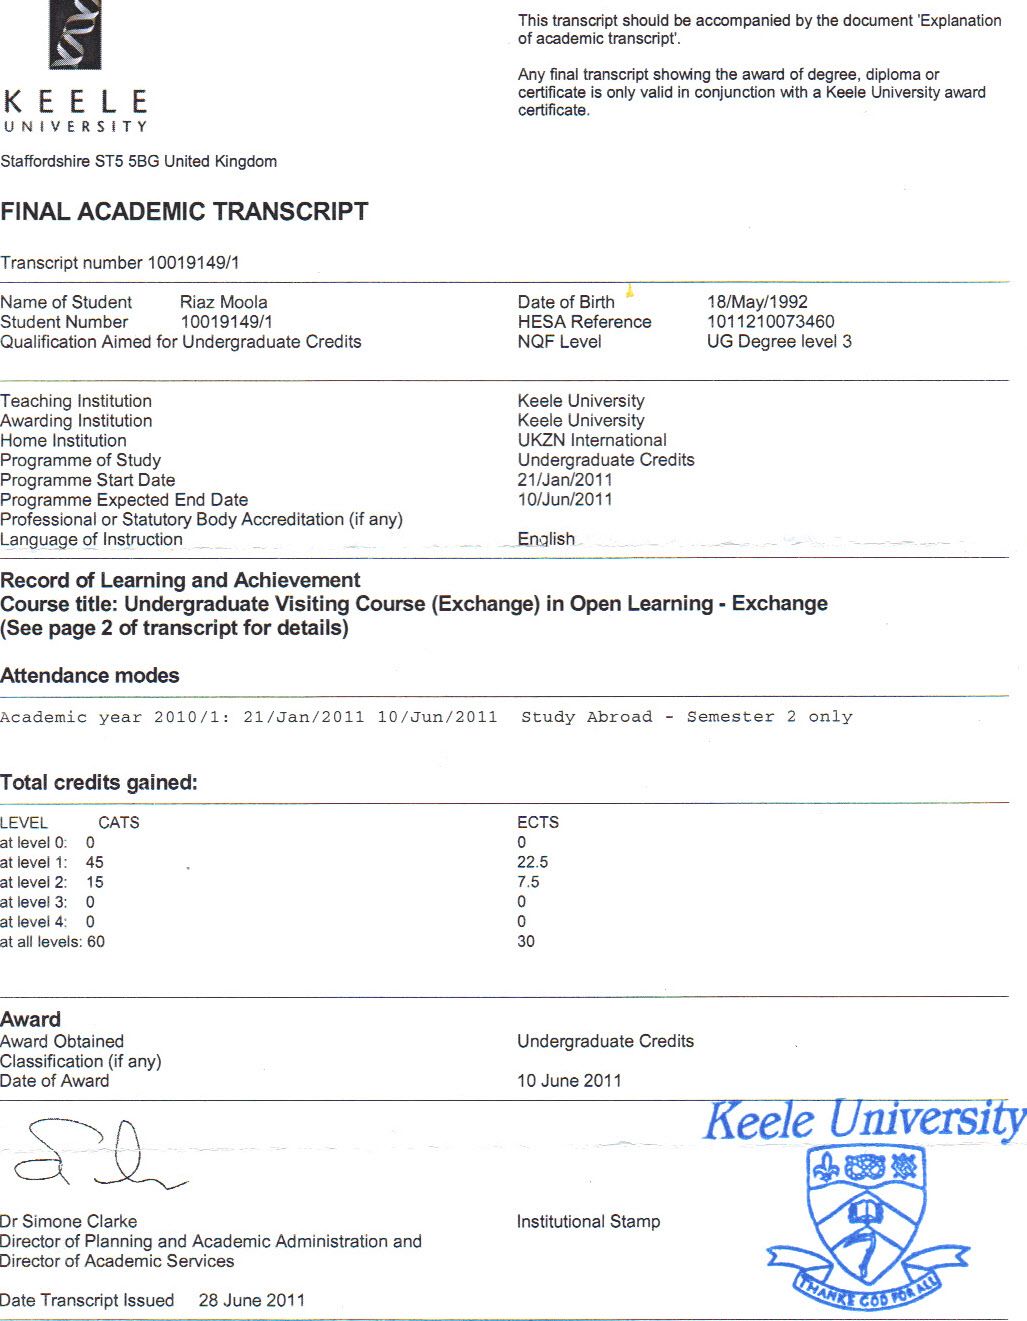 This transcript should be accompanied by the document 'Explanation
of academic transcript'.
Any final transcript showing the award of degree, diploma or
certificate is only valid in conjunction with a Keele University award
certificate.
KEELE
UNIVERSITY
Staffordshire ST5 5BG United Kingdom
FINAL ACADEMIC TRANSCRIPT
Transcript number 10019149/1
Name of Student Riaz Moola Date of Birth 18/May/1992
Student Number 10019149/1 HESA Reference 1011210073460
Qualification Aimed for Undergraduate Credits NQF Level UG Degree level 3
Teaching Institution Keele University
Awarding Institution Keele University
Home Institution UKZN International
Programme of Study Undergraduate Credits
Programme Start Date 21/Jan/2011
Programme Expected End Date 10/Jun/2011
Professional or Statutory Body Accreditation (if any)
Language of Instruction English
Record of Learning and Achievement
Course title: Undergraduate Visiting Course (Exchange) in Open Learning - Exchange
(See page 2 of transcript for details)
Attendance modes
Academic year 2010/1: 21/Jan/2011 10/Jun/2011 Study Abroad - Semester 2 only
Total credits gained:
LEVEL CATS ECTS
at level 0: 0 0
at level 1: 45 22.5
at level 2: 15 7.5
at level 3: 0 0
at level 4: 0 0
at all levels: 60 30
Award
Award Obtained Undergraduate Credits
Classification (if any)
Date of Award 10 June 2011
Keele University
Dr Simone Clarke Institutional Stamp
Director of Planning and Academic Administration and
Director of Academic Services
THANKE GOD FOR ALL
Date Transcript Issued 28 June 2011